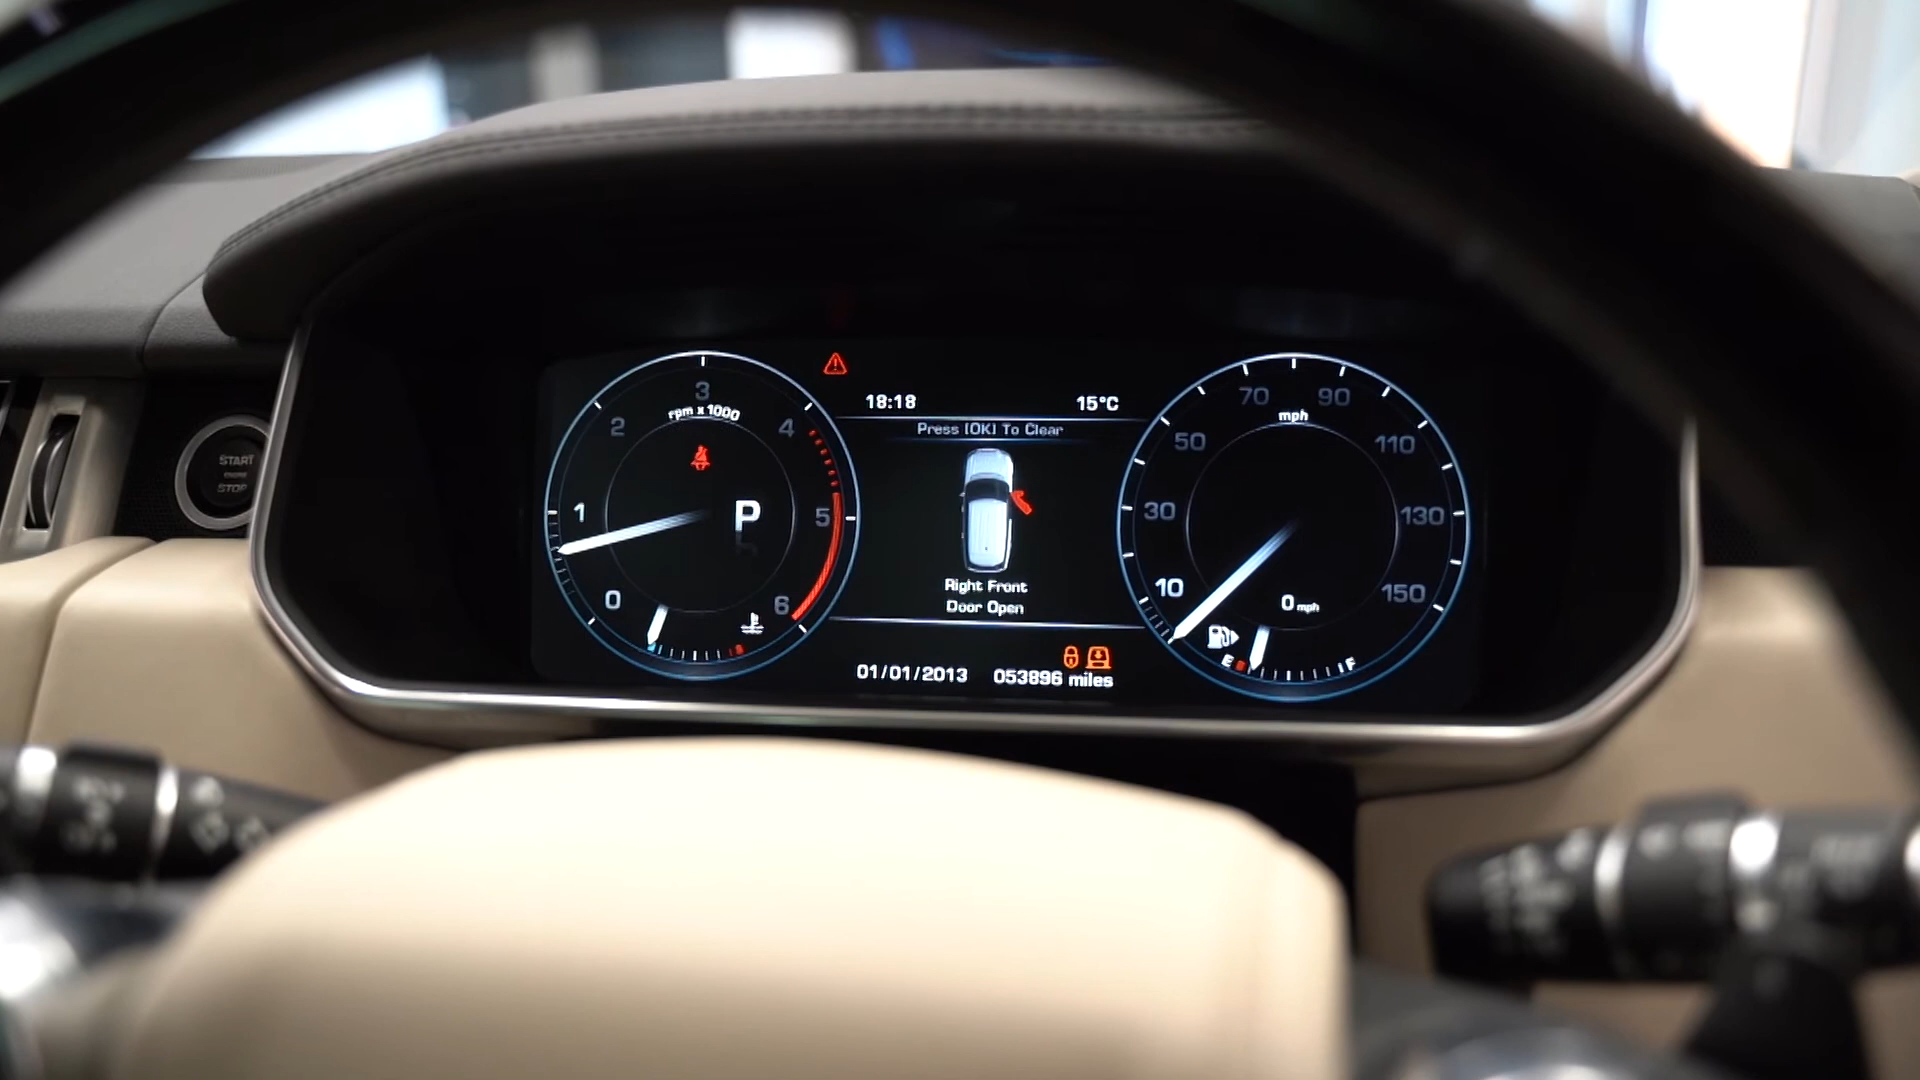 START
ENGINE
STOP
3
rpm x 1000
2
4
1
5
0
6
P
18:18
15°C
Press [OK] To Clear
Right Front
Door Open
01/01/2013
053896 miles
70
90
mph
50
110
30
130
10
150
0 mph
E
F